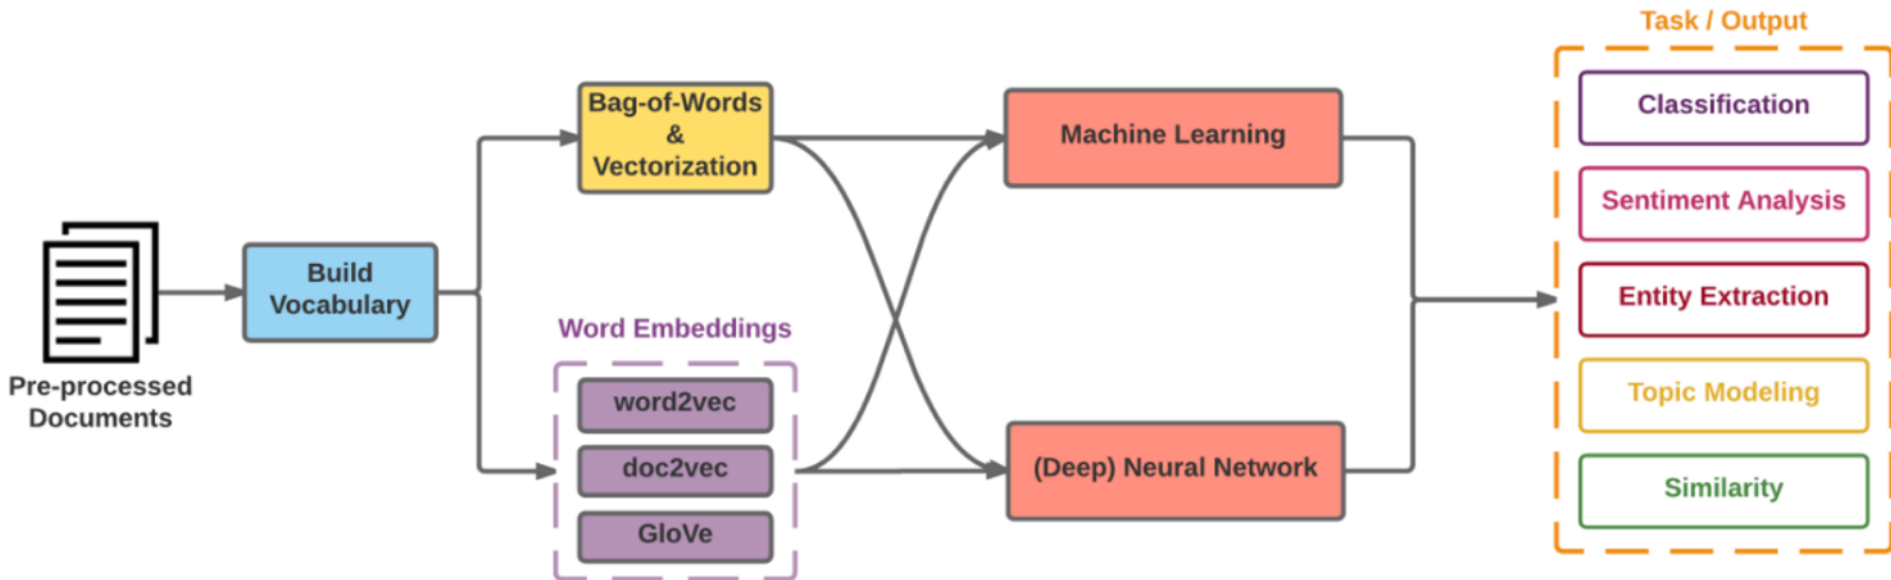 Pre-processed
Documents
Build
Vocabulary
Bag-of-Words
&
Vectorization
Word Embeddings
word2vec
doc2vec
GloVe
Machine Learning
(Deep) Neural Network
Task / Output
Classification
Sentiment Analysis
Entity Extraction
Topic Modeling
Similarity